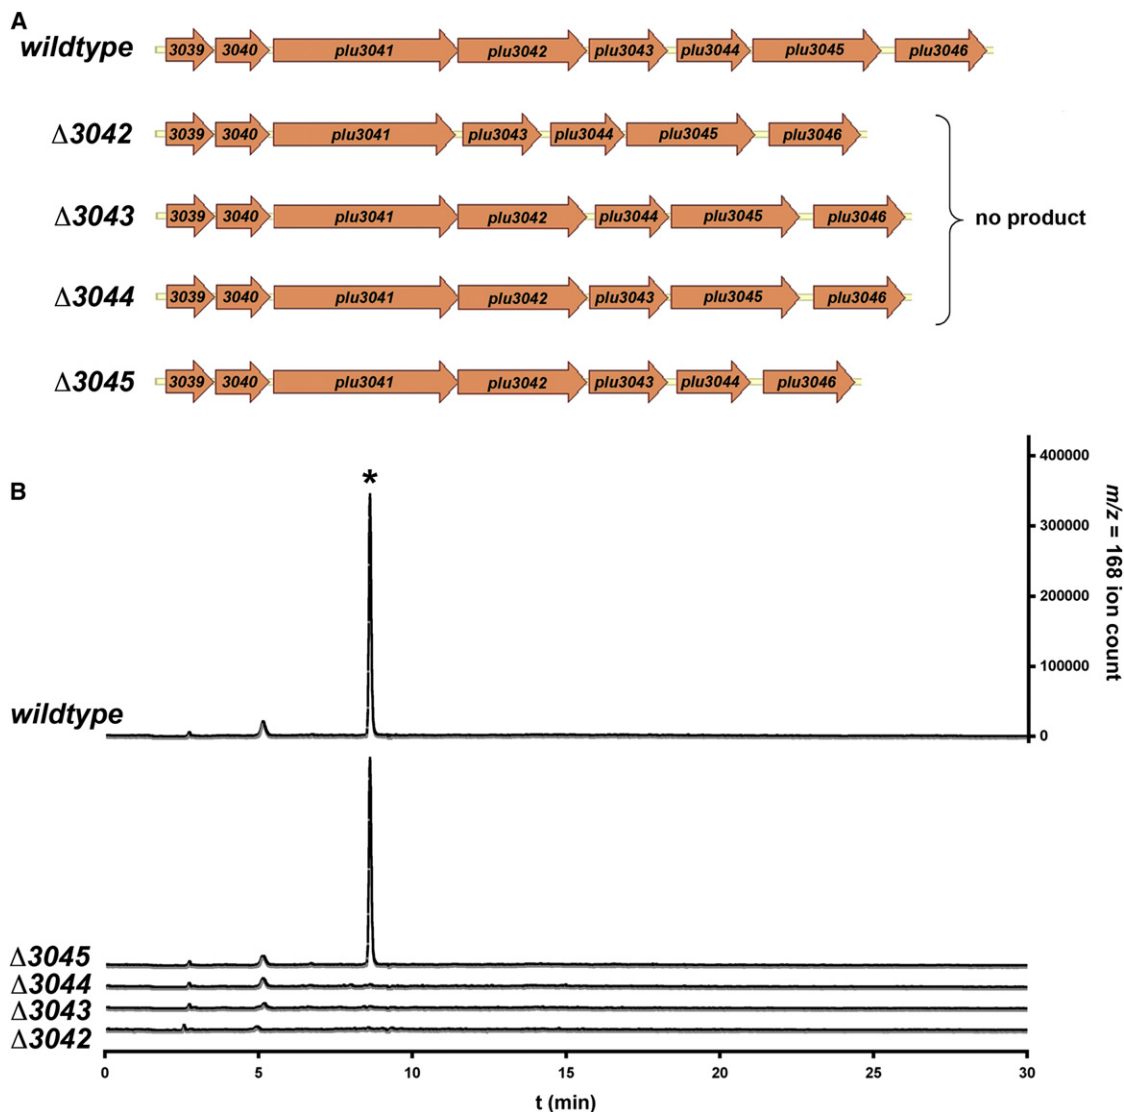 A
wildtype 3039 3040 plu3041 plu3042 plu3043 plu3044 plu3045 plu3046
Δ3042 3039 3040 plu3041 plu3043 plu3044 plu3045 plu3046
Δ3043 3039 3040 plu3041 plu3042 plu3044 plu3045 plu3046
no product
Δ3044 3039 3040 plu3041 plu3042 plu3043 plu3045 plu3046
Δ3045 3039 3040 plu3041 plu3042 plu3043 plu3044 plu3046
B
*
400000
300000
200000
100000
0
m/z = 168 ion count
wildtype
Δ3045
Δ3044
Δ3043
Δ3042
0 5 10 15 20 25 30
t (min)